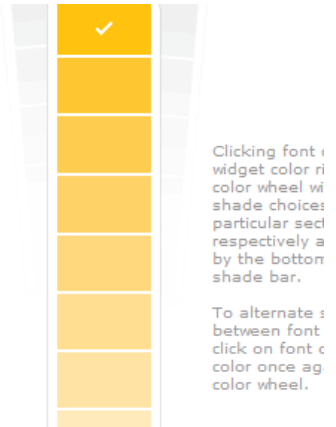 Clicking font
widget color
color wheel
shade choices
particular
respectively
by the bottom
shade bar.
To alternate
between font
click on font
color once
color wheel.